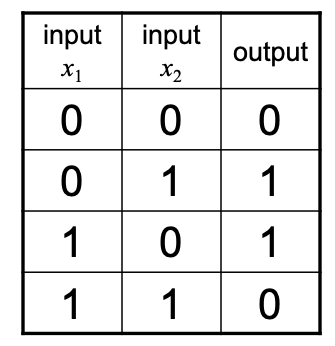 input input output
x₁ x₂
0 0 0
0 1 1
1 0 1
1 1 0